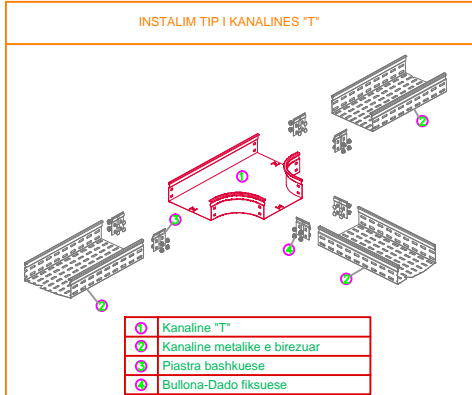 INSTALIM TIP I KANALINES "T"
2
1
3
4
2
2
1 Kanaline "T"
2 Kanaline metalike e birezuar
3 Piastra bashkuese
4 Bullona-Dado fiksuese